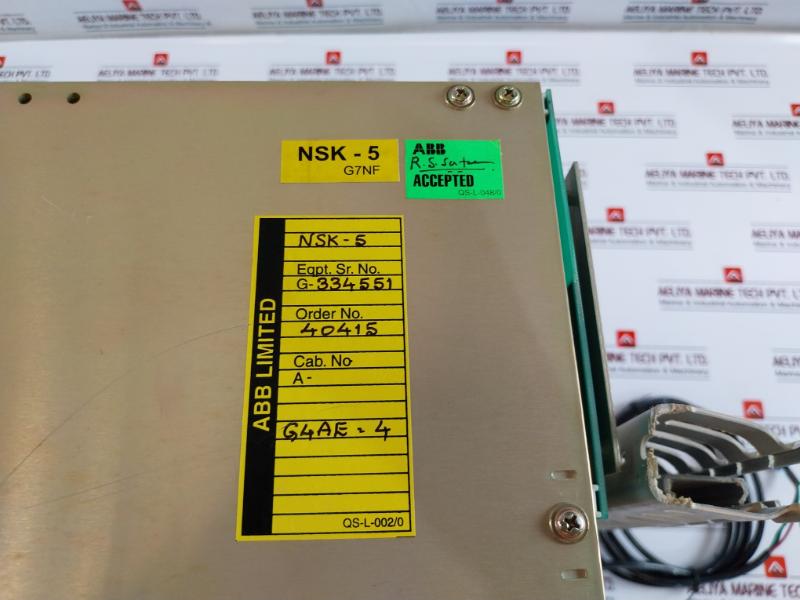 NSK - 5
G7NF
ABB
ACCEPTED
QS-L-048/0
ABB LIMITED
NSK-5
Eqpt. Sr. No.
G-334551
Order No.
40415
Cab. No
A-
G4AE-4
QS-L-002/0
AELIYA MARINE TECH PVT. LTD.
Marine & Industrial Automation & Machinery